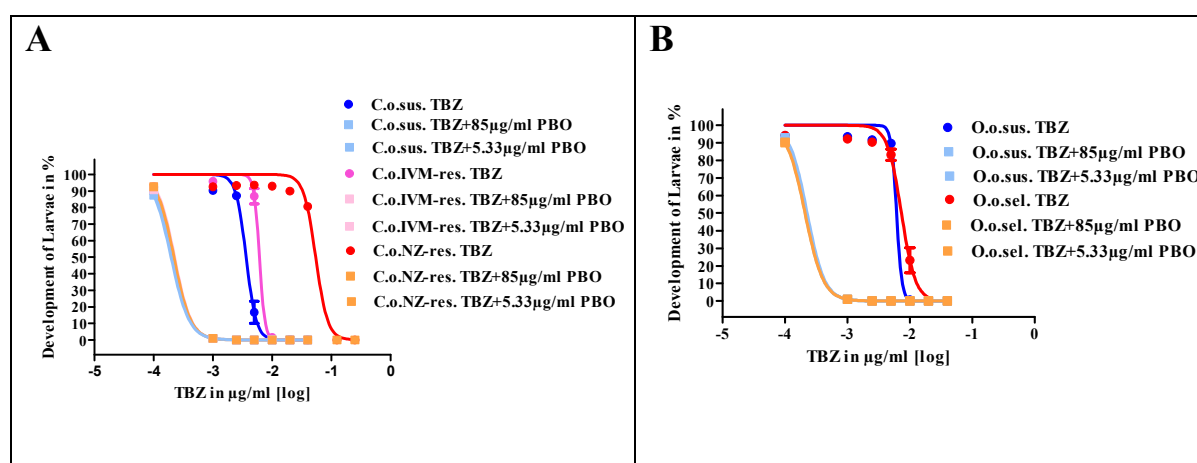 A
C.o.sus. TBZ
C.o.sus. TBZ+85µg/ml PBO
C.o.sus. TBZ+5.33µg/ml PBO
C.o.IVM-res. TBZ
C.o.IVM-res. TBZ+85µg/ml PBO
C.o.IVM-res. TBZ+5.33µg/ml PBO
C.o.NZ-res. TBZ
C.o.NZ-res. TBZ+85µg/ml PBO
C.o.NZ-res. TBZ+5.33µg/ml PBO
Development of Larvae in %
100
90
80
70
60
50
40
30
20
10
0
-5
-4
-3
-2
-1
0
TBZ in µg/ml [log]
B
O.o.sus. TBZ
O.o.sus. TBZ+85µg/ml PBO
O.o.sus. TBZ+5.33µg/ml PBO
O.o.sel. TBZ
O.o.sel. TBZ+85µg/ml PBO
O.o.sel. TBZ+5.33µg/ml PBO
Development of Larvae in %
100
90
80
70
60
50
40
30
20
10
0
-5
-4
-3
-2
-1
0
TBZ in µg/ml [log]